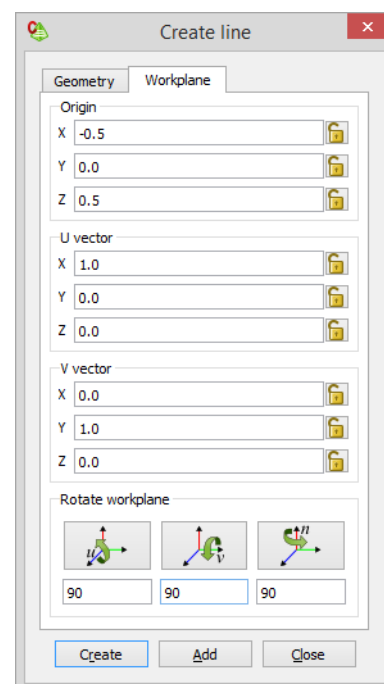 Create line
Geometry Workplane
Origin
X -0.5
Y 0.0
Z 0.5
U vector
X 1.0
Y 0.0
Z 0.0
V vector
X 0.0
Y 1.0
Z 0.0
Rotate workplane
u v n
90 90 90
Create Add Close